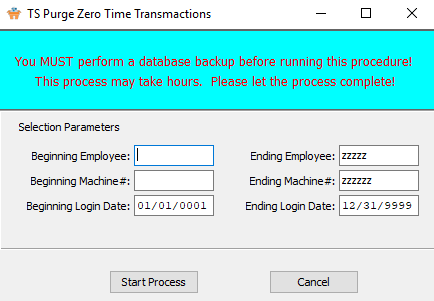 TS Purge Zero Time Transmactions
You MUST perform a database backup before running this procedure!
This process may take hours. Please let the process complete!
Selection Parameters
Beginning Employee: Ending Employee: zzzzz
Beginning Machine#: Ending Machine#: zzzzzz
Beginning Login Date: 01/01/0001 Ending Login Date: 12/31/9999
Start Process Cancel